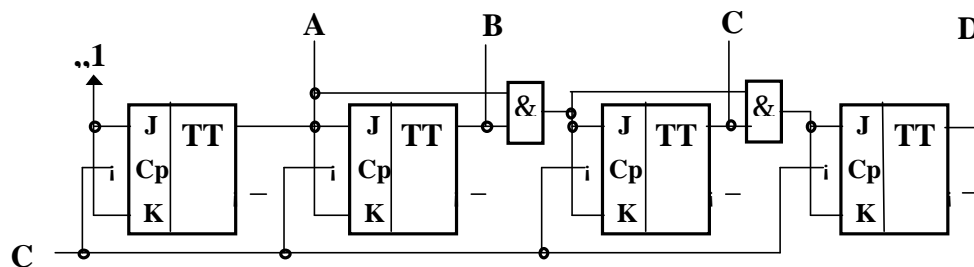 A B C D
„1
& &
J TT J TT J TT J TT
Cp Cp Cp Cp
K K K K
C